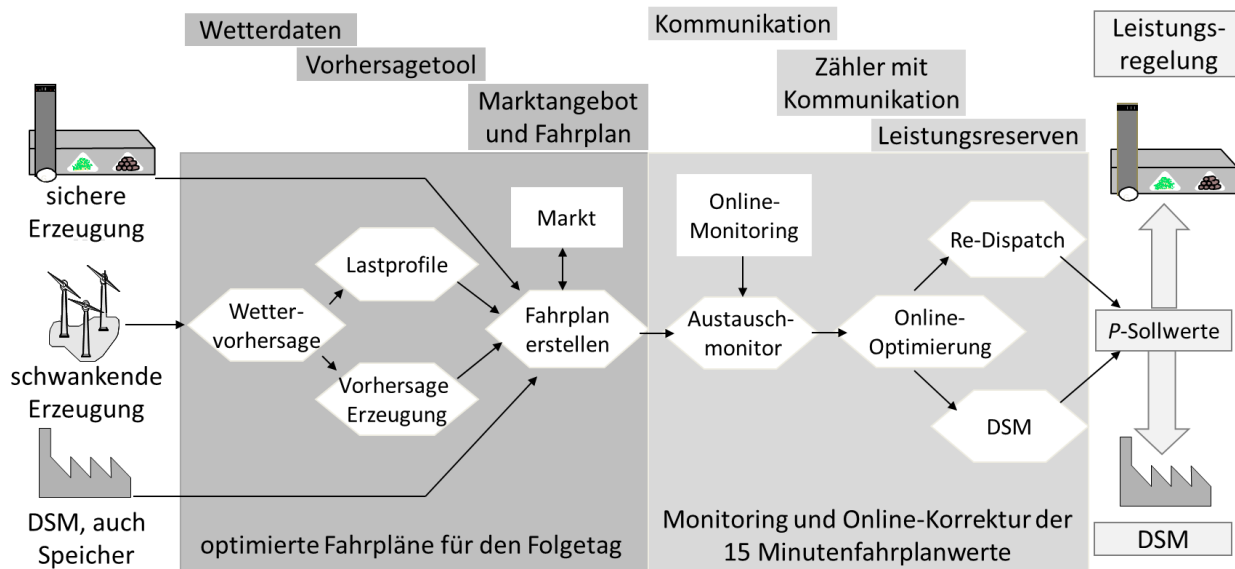 Wetterdaten
Vorhersagetool
Marktangebot
und Fahrplan
Kommunikation
Zähler mit
Kommunikation
Leistungsreserven
Leistungs-
regelung
sichere
Erzeugung
schwankende
Erzeugung
DSM, auch
Speicher
Wetter-
vorhersage
Lastprofile
Vorhersage
Erzeugung
Markt
Fahrplan
erstellen
optimierte Fahrpläne für den Folgetag
Online-
Monitoring
Austausch-
monitor
Online-
Optimierung
Re-Dispatch
DSM
Monitoring und Online-Korrektur der
15 Minutenfahrplanwerte
P-Sollwerte
DSM